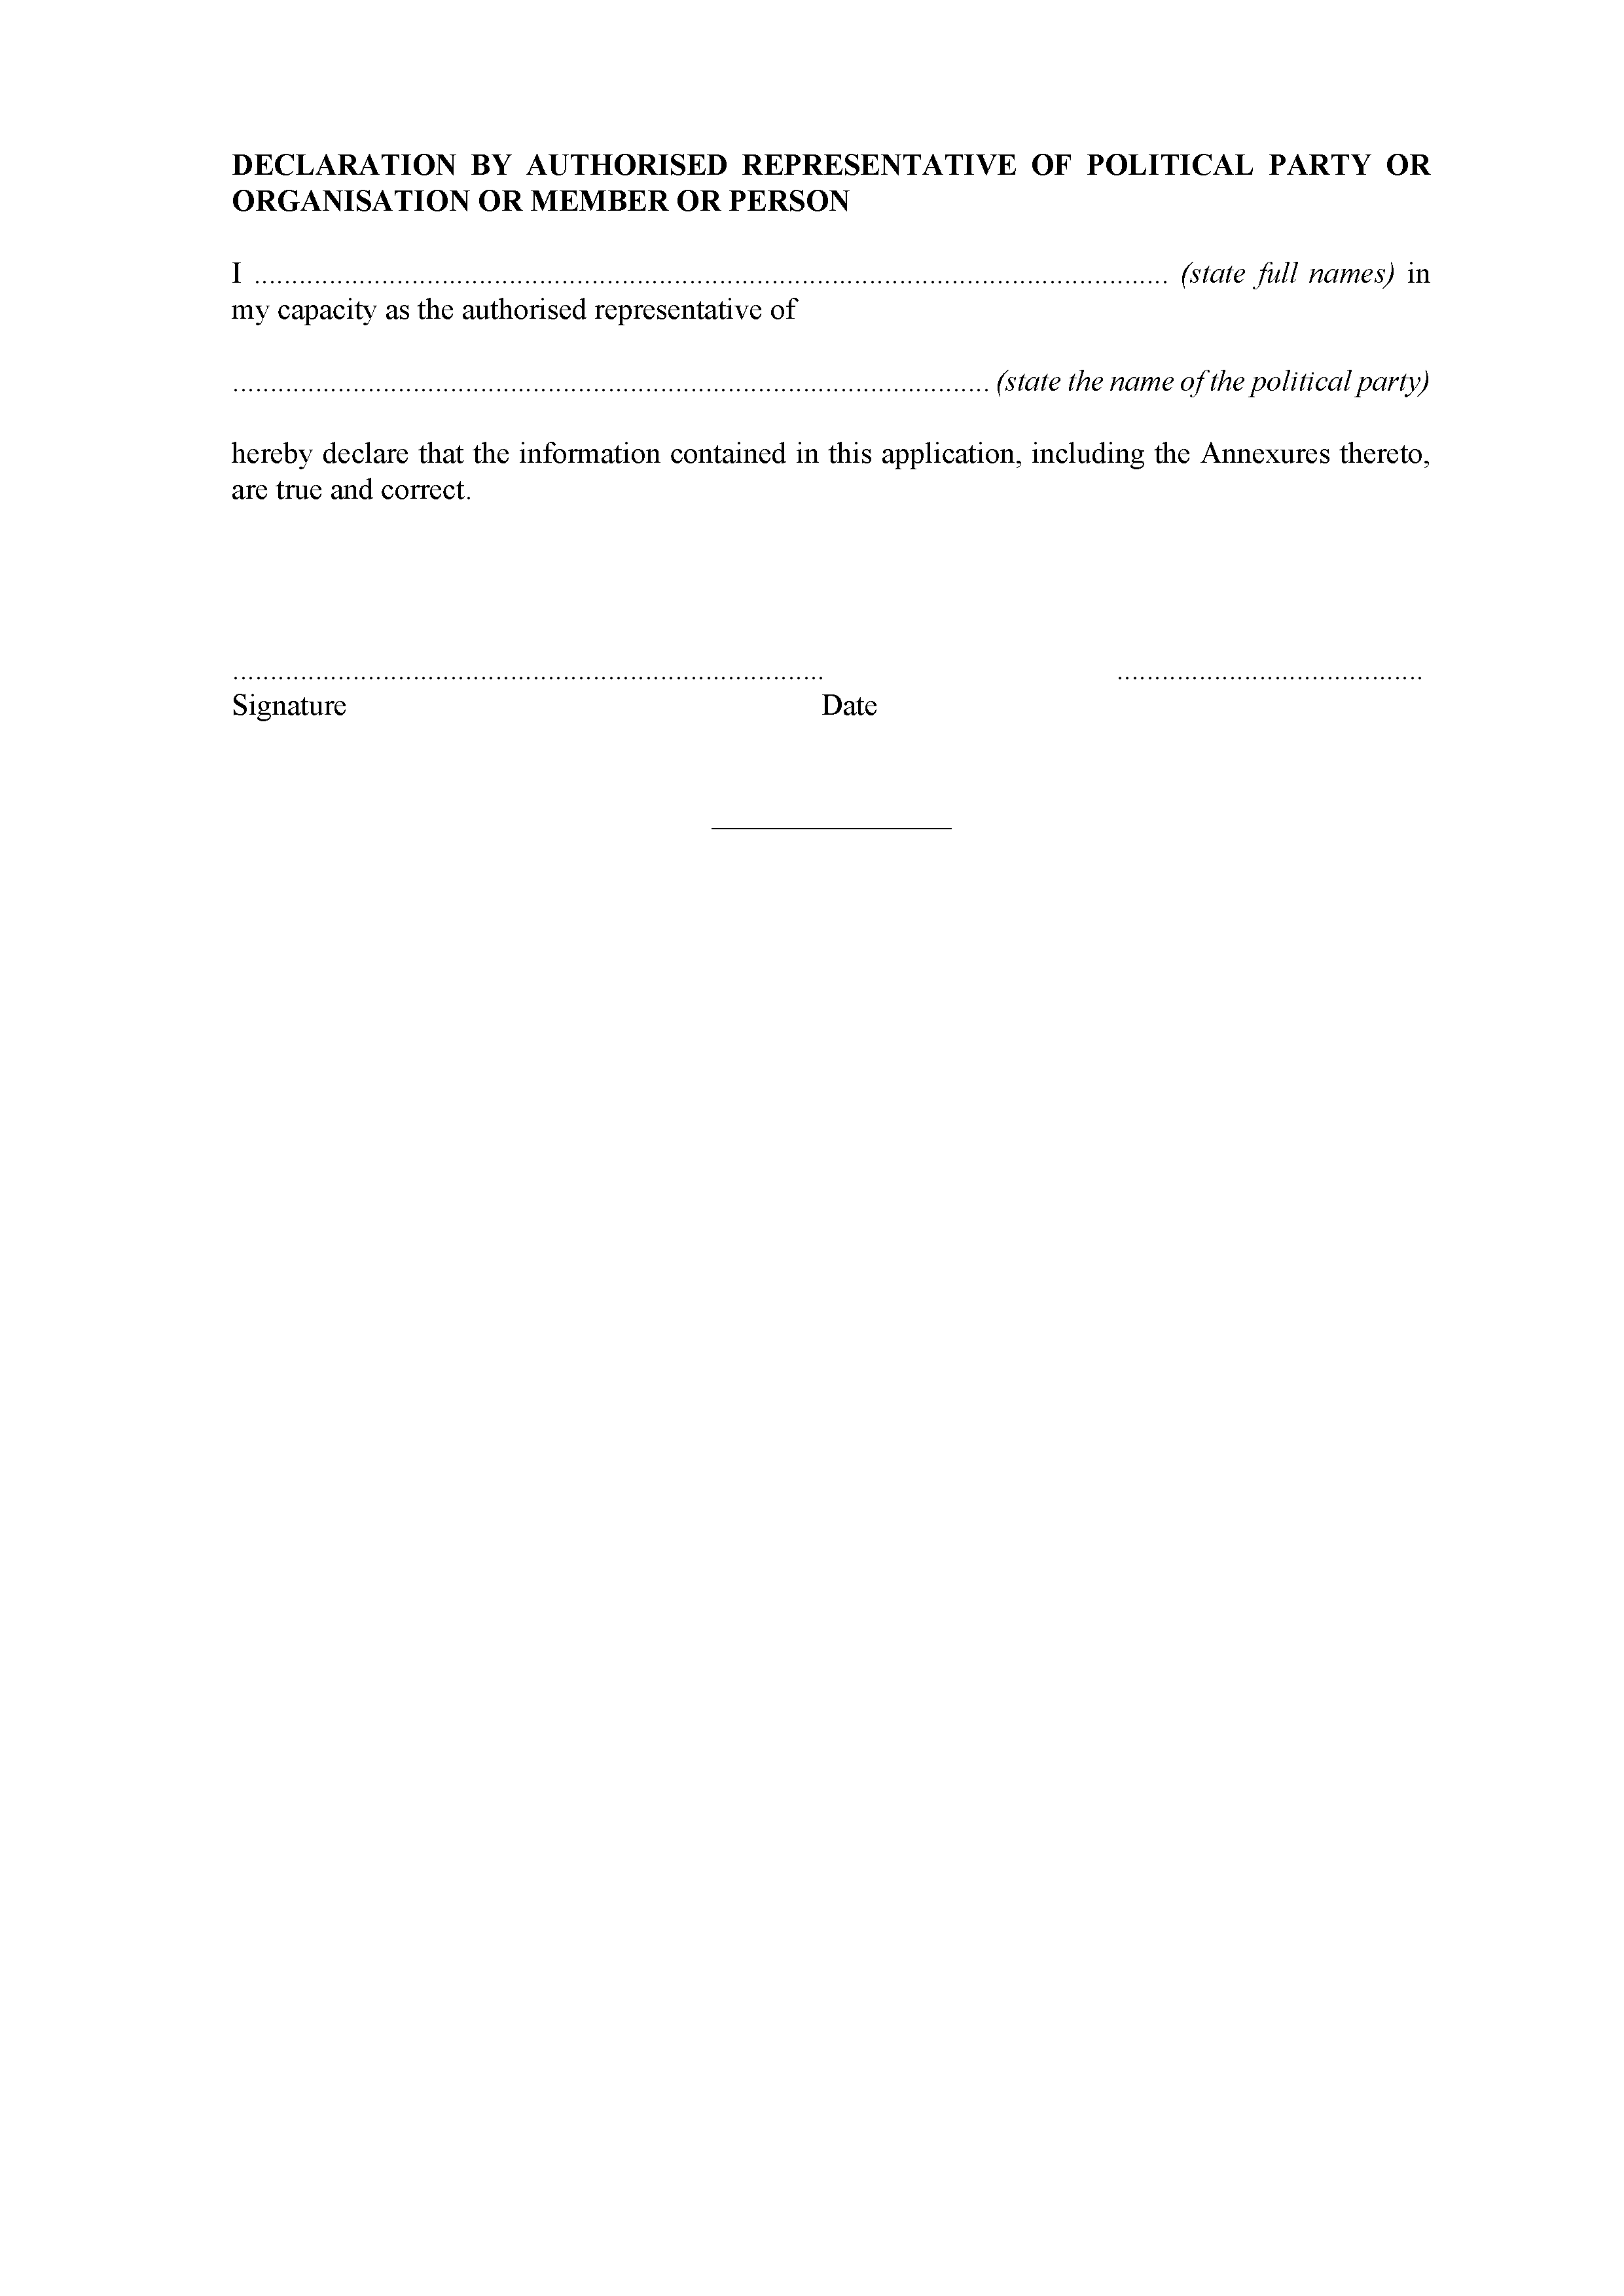 DECLARATION BY AUTHORISED REPRESENTATIVE OF POLITICAL PARTY OR
ORGANISATION OR MEMBER OR PERSON
I .......................................................................................................................... (state full names) in
my capacity as the authorised representative of
..................................................................................................... (state the name of the political party)
hereby declare that the information contained in this application, including the Annexures thereto,
are true and correct.
............................................................................... .........................................
Signature Date